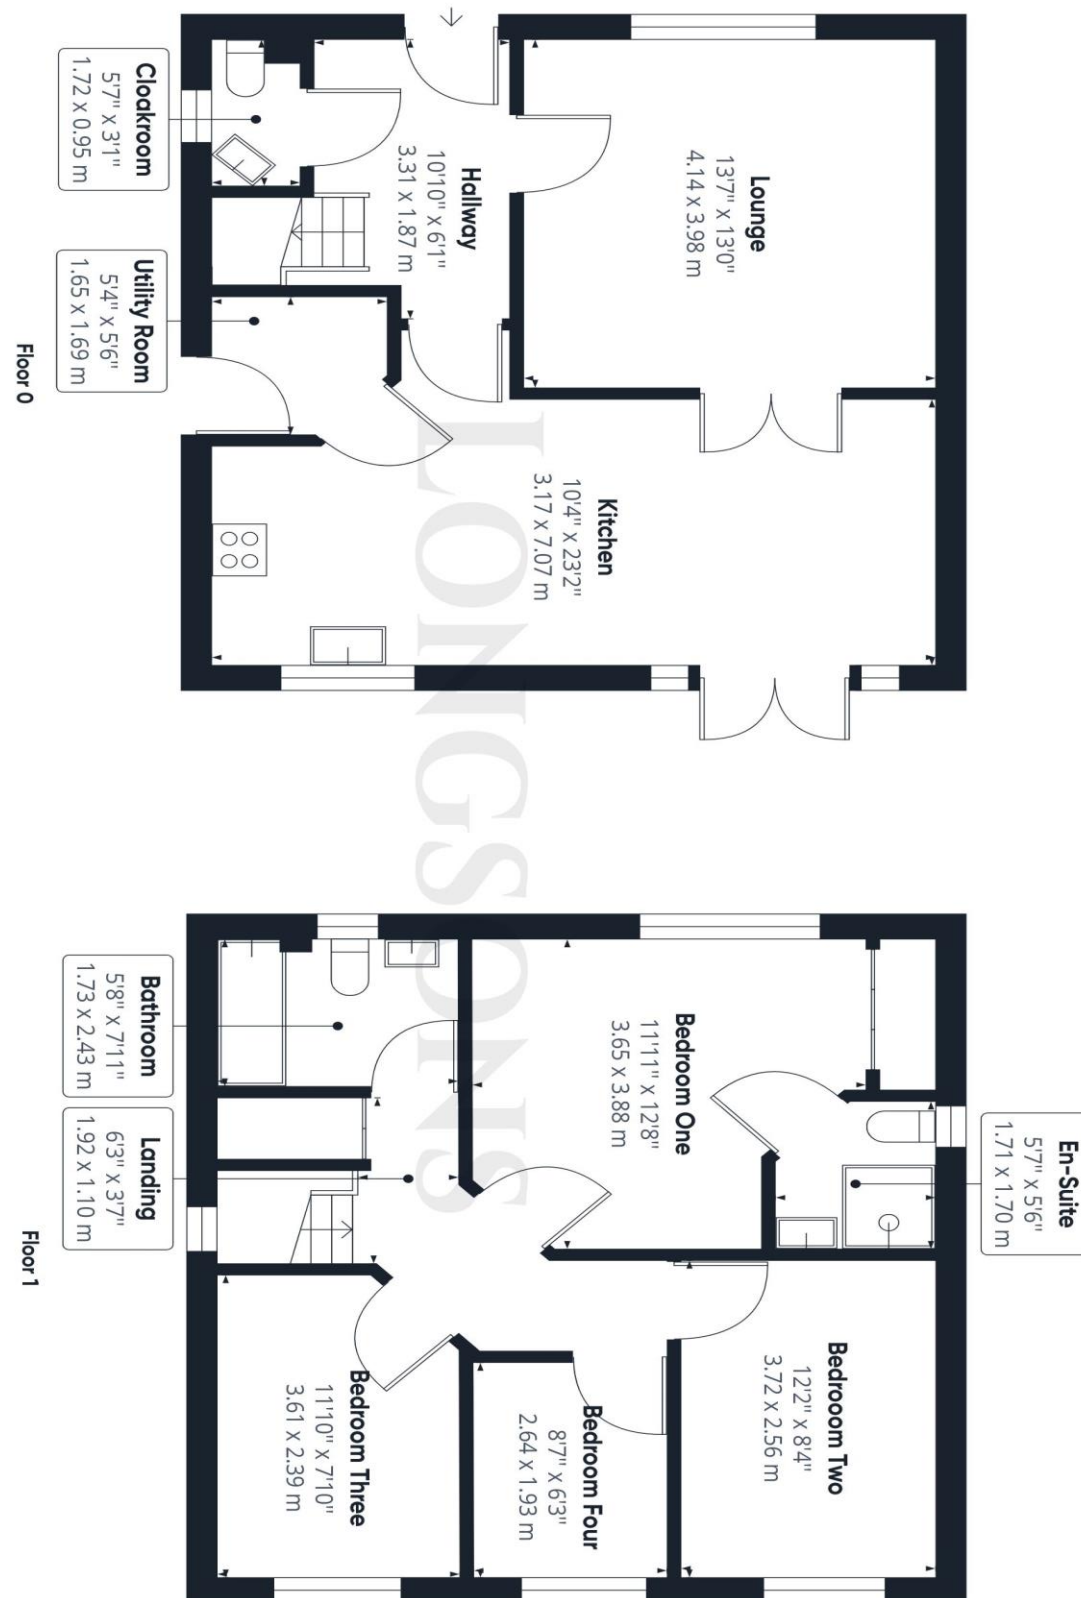 Cloakroom
5'7" x 3'1"
1.72 x 0.95 m
Utility Room
5'4" x 5'6"
1.65 x 1.69 m
Hallway
10'10" x 6'1"
3.31 x 1.87 m
Lounge
13'7" x 13'0"
4.14 x 3.98 m
Kitchen
10'4" x 23'2"
3.17 x 7.07 m
Floor 0
LONGSONS
Bathroom
5'8" x 7'11"
1.73 x 2.43 m
Landing
6'3" x 3'7"
1.92 x 1.10 m
Bedroom One
11'11" x 12'8"
3.65 x 3.88 m
En-Suite
5'7" x 5'6"
1.71 x 1.70 m
Bedrooom Two
12'2" x 8'4"
3.72 x 2.56 m
Bedroom Four
8'7" x 6'3"
2.64 x 1.93 m
Bedroom Three
11'10" x 7'10"
3.61 x 2.39 m
Floor 1